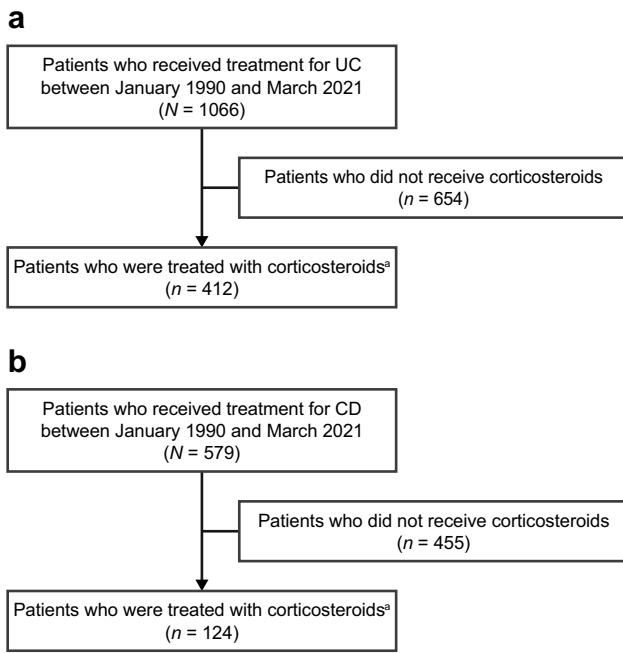 a
Patients who received treatment for UC
between January 1990 and March 2021
(N = 1066)
Patients who did not receive corticosteroids
(n = 654)
Patients who were treated with corticosteroidsᵃ
(n = 412)
b
Patients who received treatment for CD
between January 1990 and March 2021
(N = 579)
Patients who did not receive corticosteroids
(n = 455)
Patients who were treated with corticosteroidsᵃ
(n = 124)